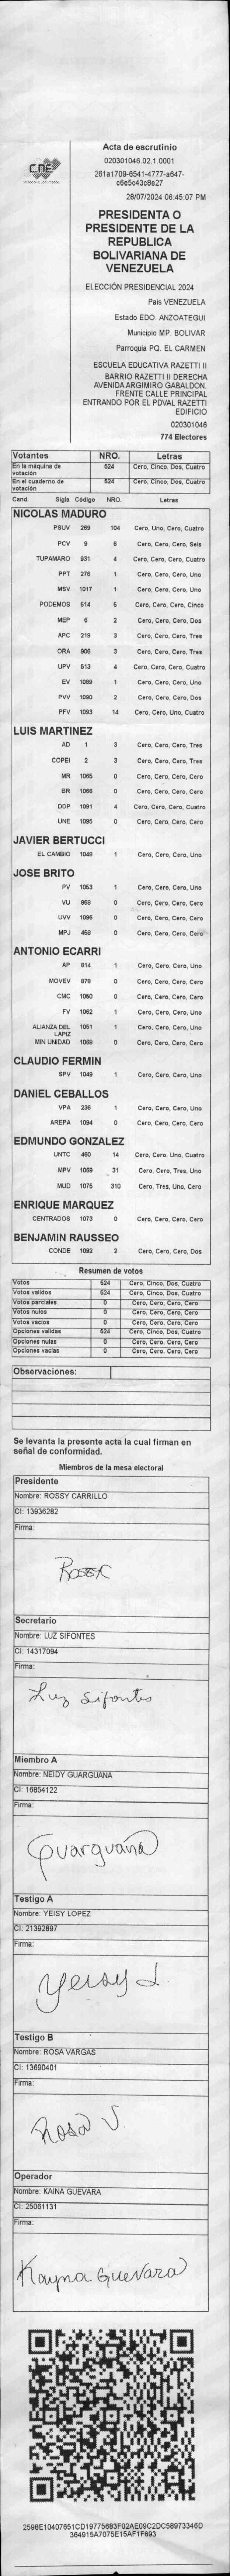 CNE
Acta de escrutinio
020301046.02.1.0001
261a1709-6541-4777-a647-
c6e5c43c8e27
28/07/2024 06:45:07 PM
PRESIDENTA O
PRESIDENTE DE LA
REPUBLICA
BOLIVARIANA DE
VENEZUELA
ELECCIÓN PRESIDENCIAL 2024
Pais VENEZUELA
Estado EDO. ANZOATEGUI
Municipio MP. BOLIVAR
Parroquia PQ. EL CARMEN
ESCUELA EDUCATIVA RAZETTI II
BARRIO RAZETTI II DERECHA
AVENIDA ARGIMIRO GABALDON.
FRENTE CALLE PRINCIPAL
ENTRANDO POR EL PDVAL RAZETTI
EDIFICIO
020301046
774 Electores
Votantes NRO. Letras
En la máquina de votación 524 Cero, Cinco, Dos, Cuatro
En el cuaderno de votación 524 Cero, Cinco, Dos, Cuatro
Cand. Sigla Código NRO. Letras
NICOLAS MADURO
PSUV 269 104 Cero, Uno, Cero, Cuatro
PCV 9 6 Cero, Cero, Cero, Seis
TUPAMARO 931 4 Cero, Cero, Cero, Cuatro
PPT 276 1 Cero, Cero, Cero, Uno
MSV 1017 1 Cero, Cero, Cero, Uno
PODEMOS 514 5 Cero, Cero, Cero, Cinco
MEP 6 2 Cero, Cero, Cero, Dos
APC 219 3 Cero, Cero, Cero, Tres
ORA 906 3 Cero, Cero, Cero, Tres
UPV 513 4 Cero, Cero, Cero, Cuatro
EV 1099 1 Cero, Cero, Cero, Uno
PVV 1090 2 Cero, Cero, Cero, Dos
PFV 1093 14 Cero, Cero, Uno, Cuatro
LUIS MARTINEZ
AD 1 3 Cero, Cero, Cero, Tres
COPEI 2 3 Cero, Cero, Cero, Tres
MR 1065 0 Cero, Cero, Cero, Cero
BR 1066 0 Cero, Cero, Cero, Cero
DDP 1091 4 Cero, Cero, Cero, Cuatro
UNE 1095 0 Cero, Cero, Cero, Cero
JAVIER BERTUCCI
EL CAMBIO 1048 1 Cero, Cero, Cero, Uno
JOSE BRITO
PV 1053 1 Cero, Cero, Cero, Uno
VU 868 0 Cero, Cero, Cero, Cero
UVV 1096 0 Cero, Cero, Cero, Cero
MPJ 459 0 Cero, Cero, Cero, Cero
ANTONIO ECARRI
AP 814 1 Cero, Cero, Cero, Uno
MOVEV 878 0 Cero, Cero, Cero, Cero
CMC 1050 0 Cero, Cero, Cero, Cero
FV 1062 1 Cero, Cero, Cero, Uno
ALIANZA DEL LAPIZ 1051 1 Cero, Cero, Cero, Uno
MIN UNIDAD 1068 0 Cero, Cero, Cero, Cero
CLAUDIO FERMIN
SPV 1049 1 Cero, Cero, Cero, Uno
DANIEL CEBALLOS
VPA 236 1 Cero, Cero, Cero, Uno
AREPA 1094 0 Cero, Cero, Cero, Cero
EDMUNDO GONZALEZ
UNTC 460 14 Cero, Cero, Uno, Cuatro
MPV 1069 31 Cero, Cero, Tres, Uno
MUD 1075 310 Cero, Tres, Uno, Cero
ENRIQUE MARQUEZ
CENTRADOS 1073 0 Cero, Cero, Cero, Cero
BENJAMIN RAUSSEO
CONDE 1092 2 Cero, Cero, Cero, Dos
Resumen de votos
Votos 524 Cero, Cinco, Dos, Cuatro
Votos validos 524 Cero, Cinco, Dos, Cuatro
Votos parciales 0 Cero, Cero, Cero, Cero
Votos nulos 0 Cero, Cero, Cero, Cero
Votos vacios 0 Cero, Cero, Cero, Cero
Opciones validas 524 Cero, Cinco, Dos, Cuatro
Opciones nulas 0 Cero, Cero, Cero, Cero
Opciones vacias 0 Cero, Cero, Cero, Cero
Observaciones:
Se levanta la presente acta la cual firman en
señal de conformidad.
Miembros de la mesa electoral
Presidente
Nombre: ROSSY CARRILLO
CI: 13936282
Firma:
Secretario
Nombre: LUZ SIFONTES
CI: 14317094
Firma:
Luz Sifontes
Miembro A
Nombre: NEIDY GUARGUANA
CI: 16854122
Firma:
Guarguana
Testigo A
Nombre: YEISY LOPEZ
CI: 21392897
Firma:
Yeisy L
Testigo B
Nombre: ROSA VARGAS
CI: 13690401
Firma:
Rosa V.
Operador
Nombre: KAINA GUEVARA
CI: 25061131
Firma:
Kayna Guevara
2598E10407651CD19775683F02AE09C2DC58973346D
364915A7075E15AF1F693